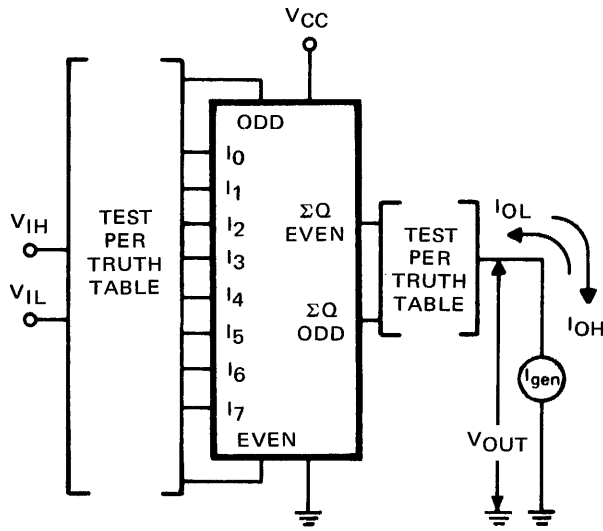 VCC
ODD
I0
I1
I2
I3
I4
I5
I6
I7
EVEN
VIH
VIL
TEST
PER
TRUTH
TABLE
ΣQ
EVEN
ΣQ
ODD
TEST
PER
TRUTH
TABLE
IOL
IOH
Igen
VOUT